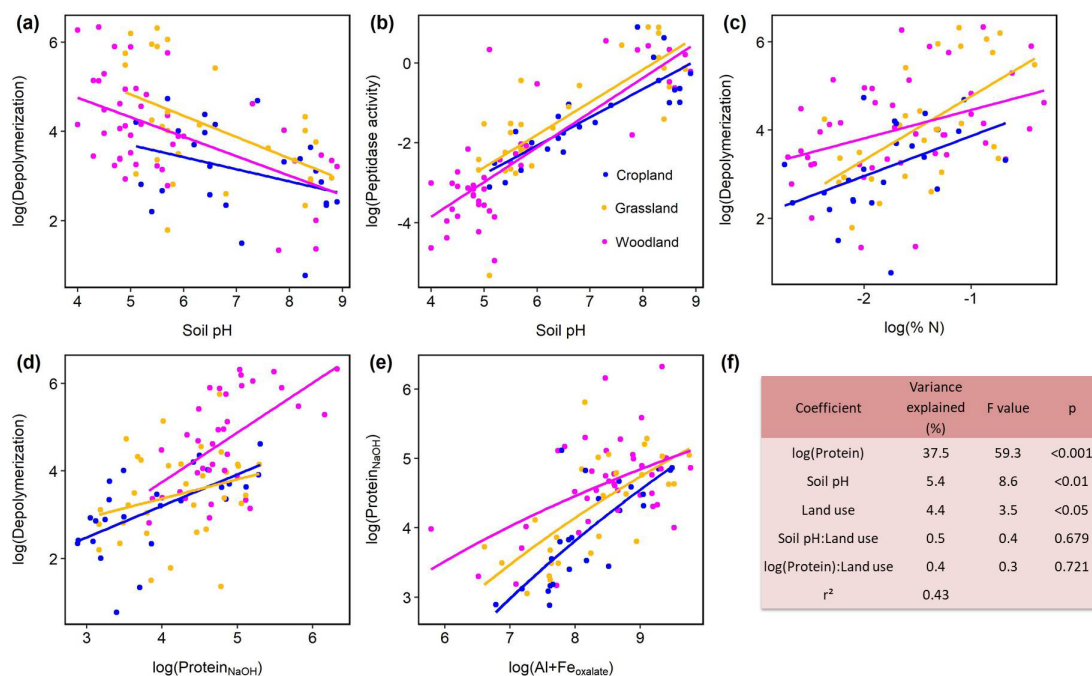 (a)
log(Depolymerization)
6
4
2
4 5 6 7 8 9
Soil pH
(b)
log(Peptidase activity)
0
-2
-4
4 5 6 7 8 9
Soil pH
Cropland
Grassland
Woodland
(c)
log(Depolymerization)
6
4
2
-2 -1
log(% N)
(d)
log(Depolymerization)
6
4
2
3 4 5 6
log(Protein_NaOH)
(e)
log(Protein_NaOH)
6
5
4
3
6 7 8 9
log(Al+Fe_oxalate)
(f)
Coefficient Variance explained (%) F value p
log(Protein) 37.5 59.3 <0.001
Soil pH 5.4 8.6 <0.01
Land use 4.4 3.5 <0.05
Soil pH:Land use 0.5 0.4 0.679
log(Protein):Land use 0.4 0.3 0.721
r² 0.43